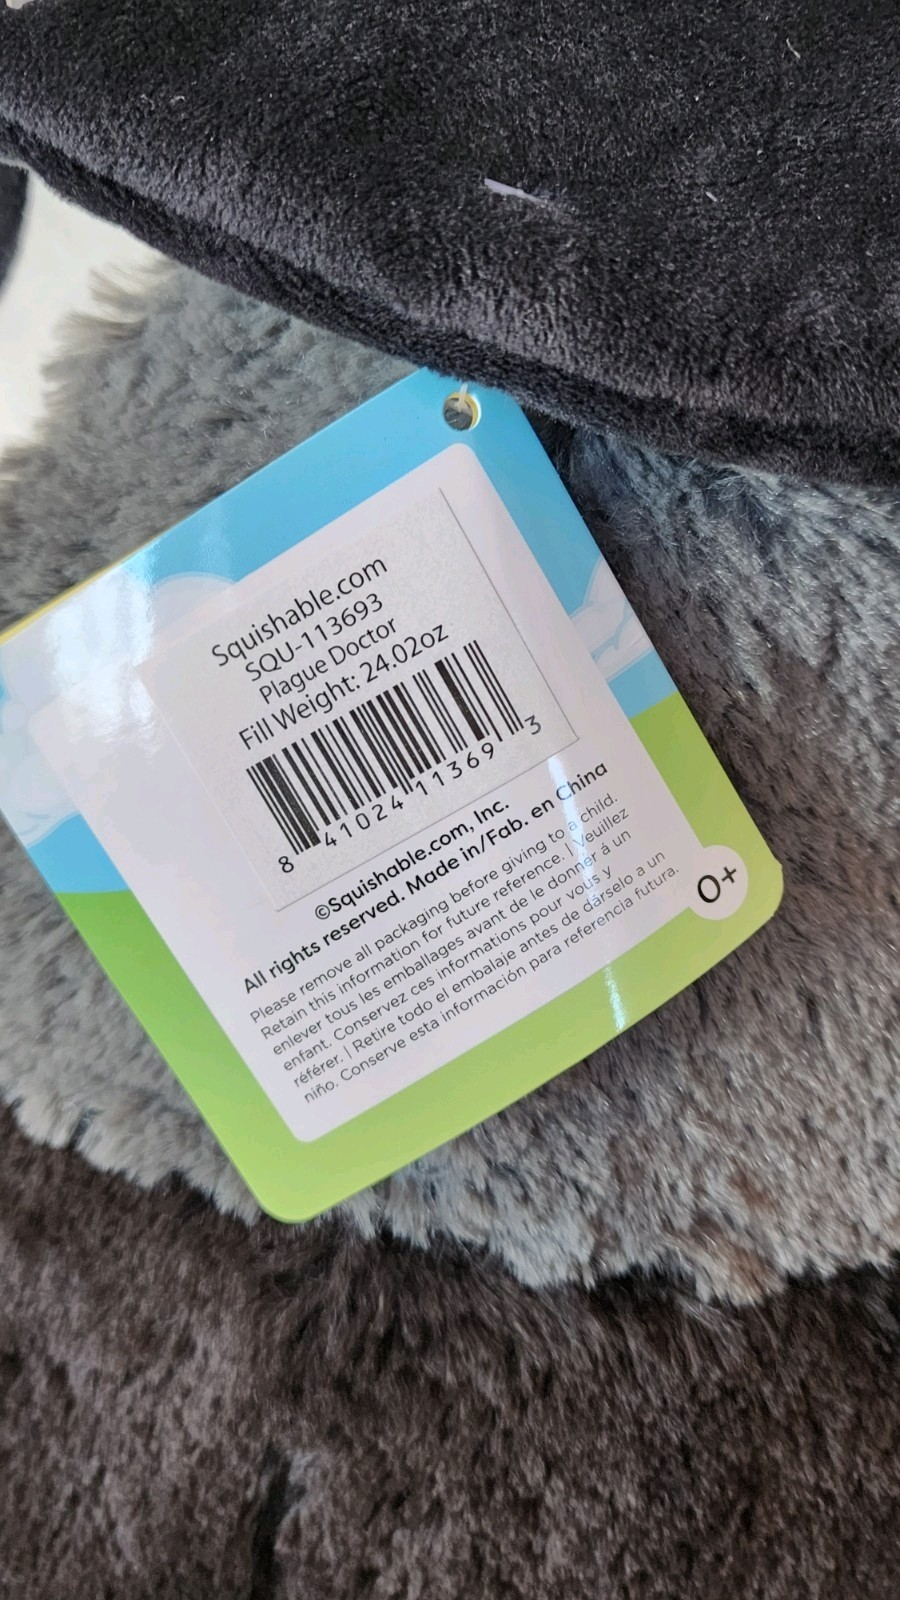 Squishable.com
SQU-113693
Plague Doctor
Fill Weight: 24.02oz
8 41024 11369 3
©Squishable.com, Inc.
All rights reserved. Made in/Fab. en China
Please remove all packaging before giving to a child.
Retain this information for future reference. | Veuillez
enlever tous les emballages avant de le donner á un
enfant. Conservez ces informations pour vous y
référer. | Retire todo el embalaje antes de dárselo a un
niño. Conserve esta información para referencia futura.
0+